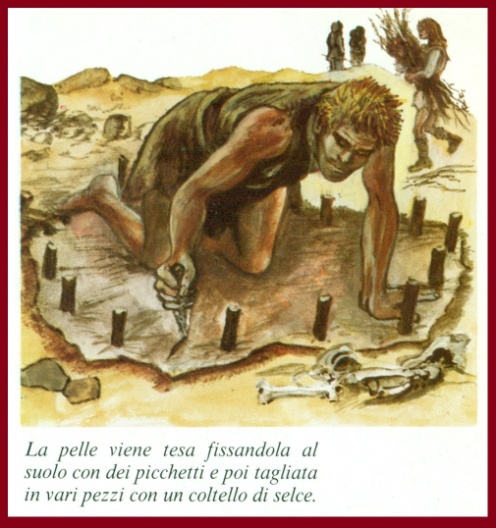 La pelle viene tesa fissandola al
suolo con dei picchetti e poi tagliata
in vari pezzi con un coltello di selce.